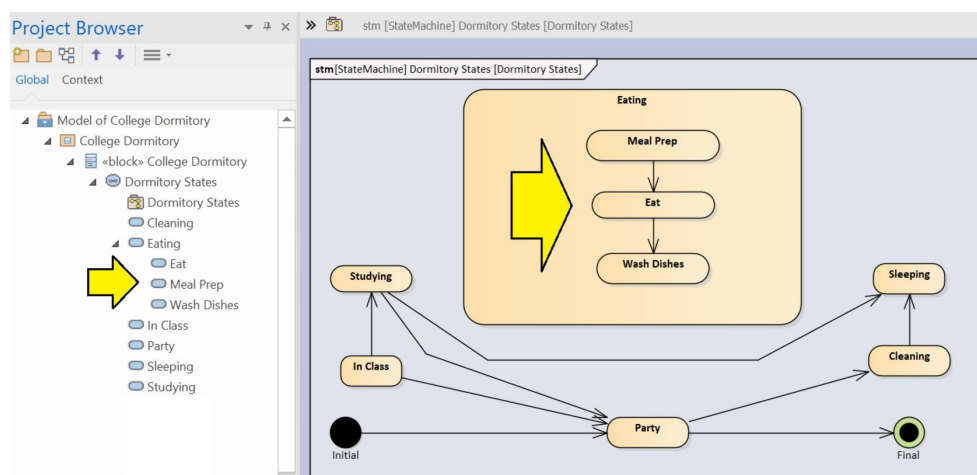 Project Browser
Global Context
Model of College Dormitory
College Dormitory
«block» College Dormitory
Dormitory States
Dormitory States
Cleaning
Eating
Eat
Meal Prep
Wash Dishes
In Class
Party
Sleeping
Studying
stm [StateMachine] Dormitory States [Dormitory States]
stm[StateMachine] Dormitory States [Dormitory States]
Eating
Meal Prep
Eat
Wash Dishes
Studying
Sleeping
In Class
Cleaning
Party
Initial
Final